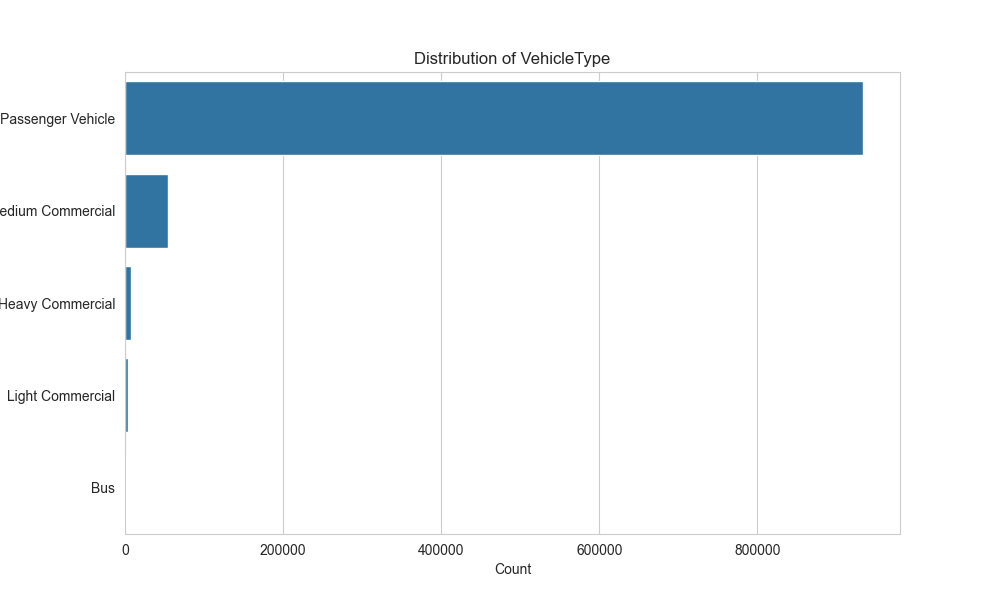 Distribution of VehicleType
Passenger Vehicle
edium Commercial
Heavy Commercial
Light Commercial
Bus
0 200000 400000 600000 800000
Count